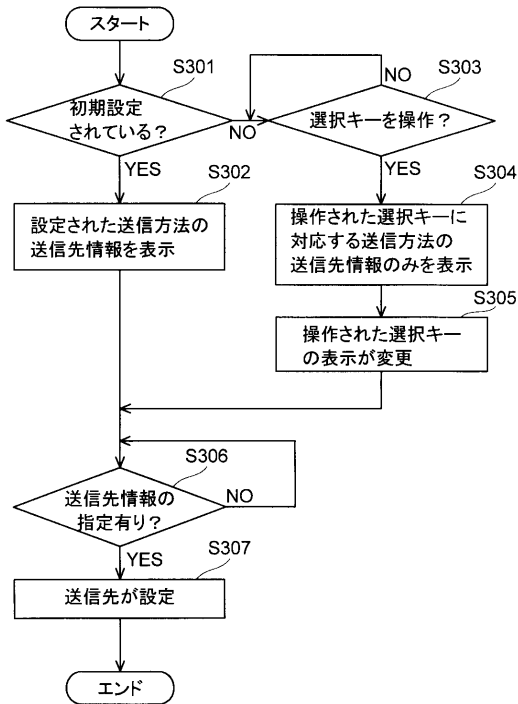 スタート
S301
初期設定
されている?
NO
YES
S303
NO
選択キーを操作?
YES
S302
設定された送信方法の
送信先情報を表示
S304
操作された選択キーに
対応する送信方法の
送信先情報のみを表示
S305
操作された選択キー
の表示が変更
S306
送信先情報の
指定有り?
NO
YES
S307
送信先が設定
エンド